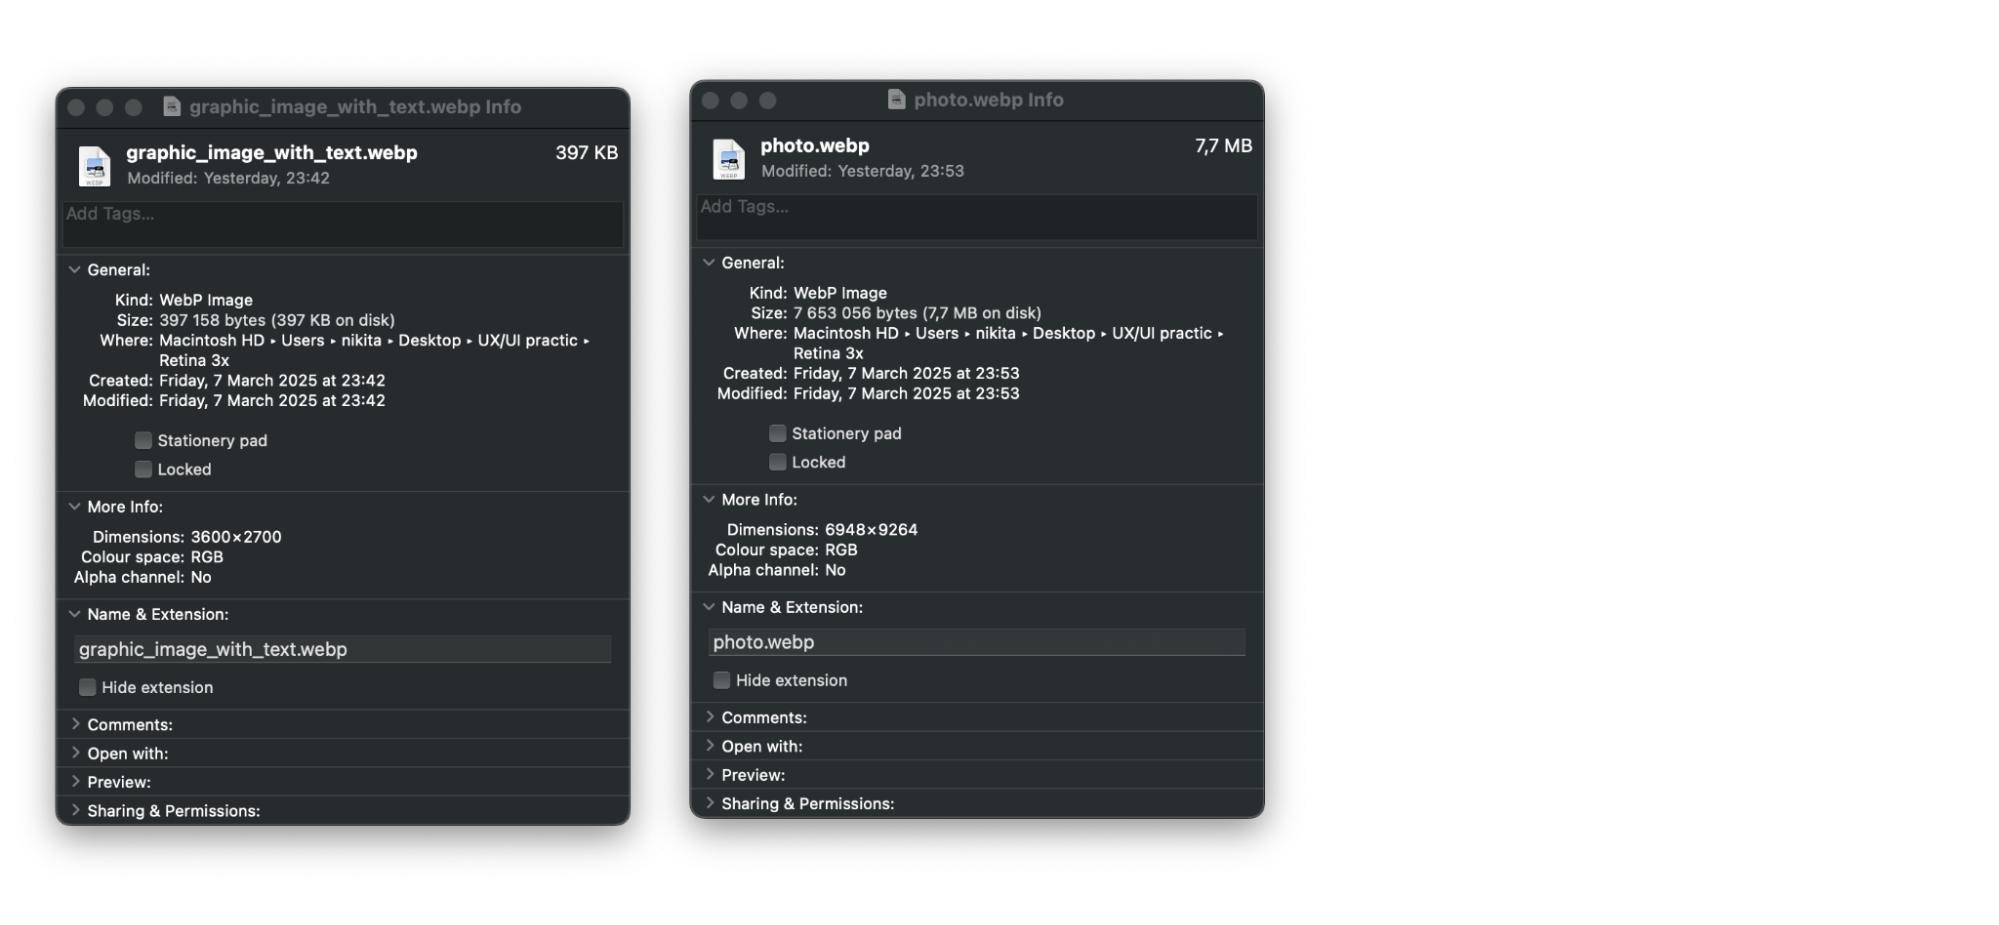 graphic_image_with_text.webp Info
graphic_image_with_text.webp 397 KB
Modified: Yesterday, 23:42
Add Tags...
General:
Kind: WebP Image
Size: 397 158 bytes (397 KB on disk)
Where: Macintosh HD ▸ Users ▸ nikita ▸ Desktop ▸ UX/UI practic ▸
Retina 3x
Created: Friday, 7 March 2025 at 23:42
Modified: Friday, 7 March 2025 at 23:42
Stationery pad
Locked
More Info:
Dimensions: 3600×2700
Colour space: RGB
Alpha channel: No
Name & Extension:
graphic_image_with_text.webp
Hide extension
Comments:
Open with:
Preview:
Sharing & Permissions:
photo.webp Info
photo.webp 7,7 MB
Modified: Yesterday, 23:53
Add Tags...
General:
Kind: WebP Image
Size: 7 653 056 bytes (7,7 MB on disk)
Where: Macintosh HD ▸ Users ▸ nikita ▸ Desktop ▸ UX/UI practic ▸
Retina 3x
Created: Friday, 7 March 2025 at 23:53
Modified: Friday, 7 March 2025 at 23:53
Stationery pad
Locked
More Info:
Dimensions: 6948×9264
Colour space: RGB
Alpha channel: No
Name & Extension:
photo.webp
Hide extension
Comments:
Open with:
Preview:
Sharing & Permissions: